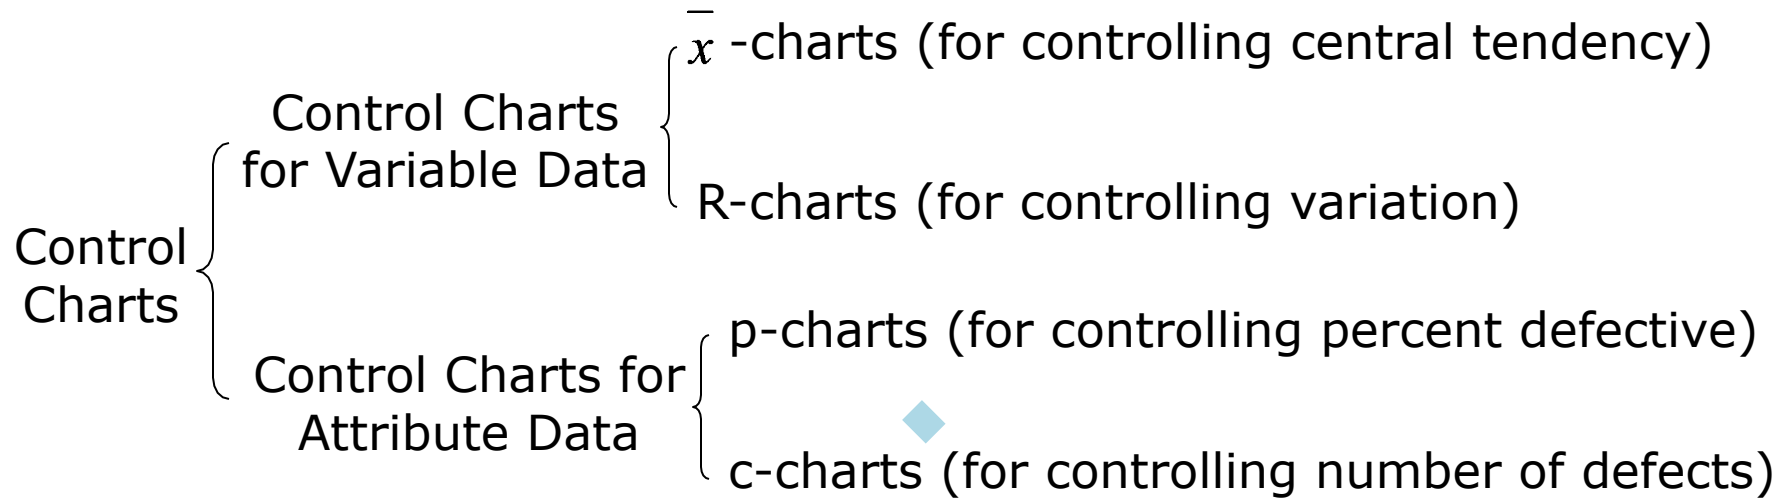 x̄ -charts (for controlling central tendency)
Control Charts
for Variable Data
R-charts (for controlling variation)
Control
Charts
p-charts (for controlling percent defective)
Control Charts for
Attribute Data
c-charts (for controlling number of defects)